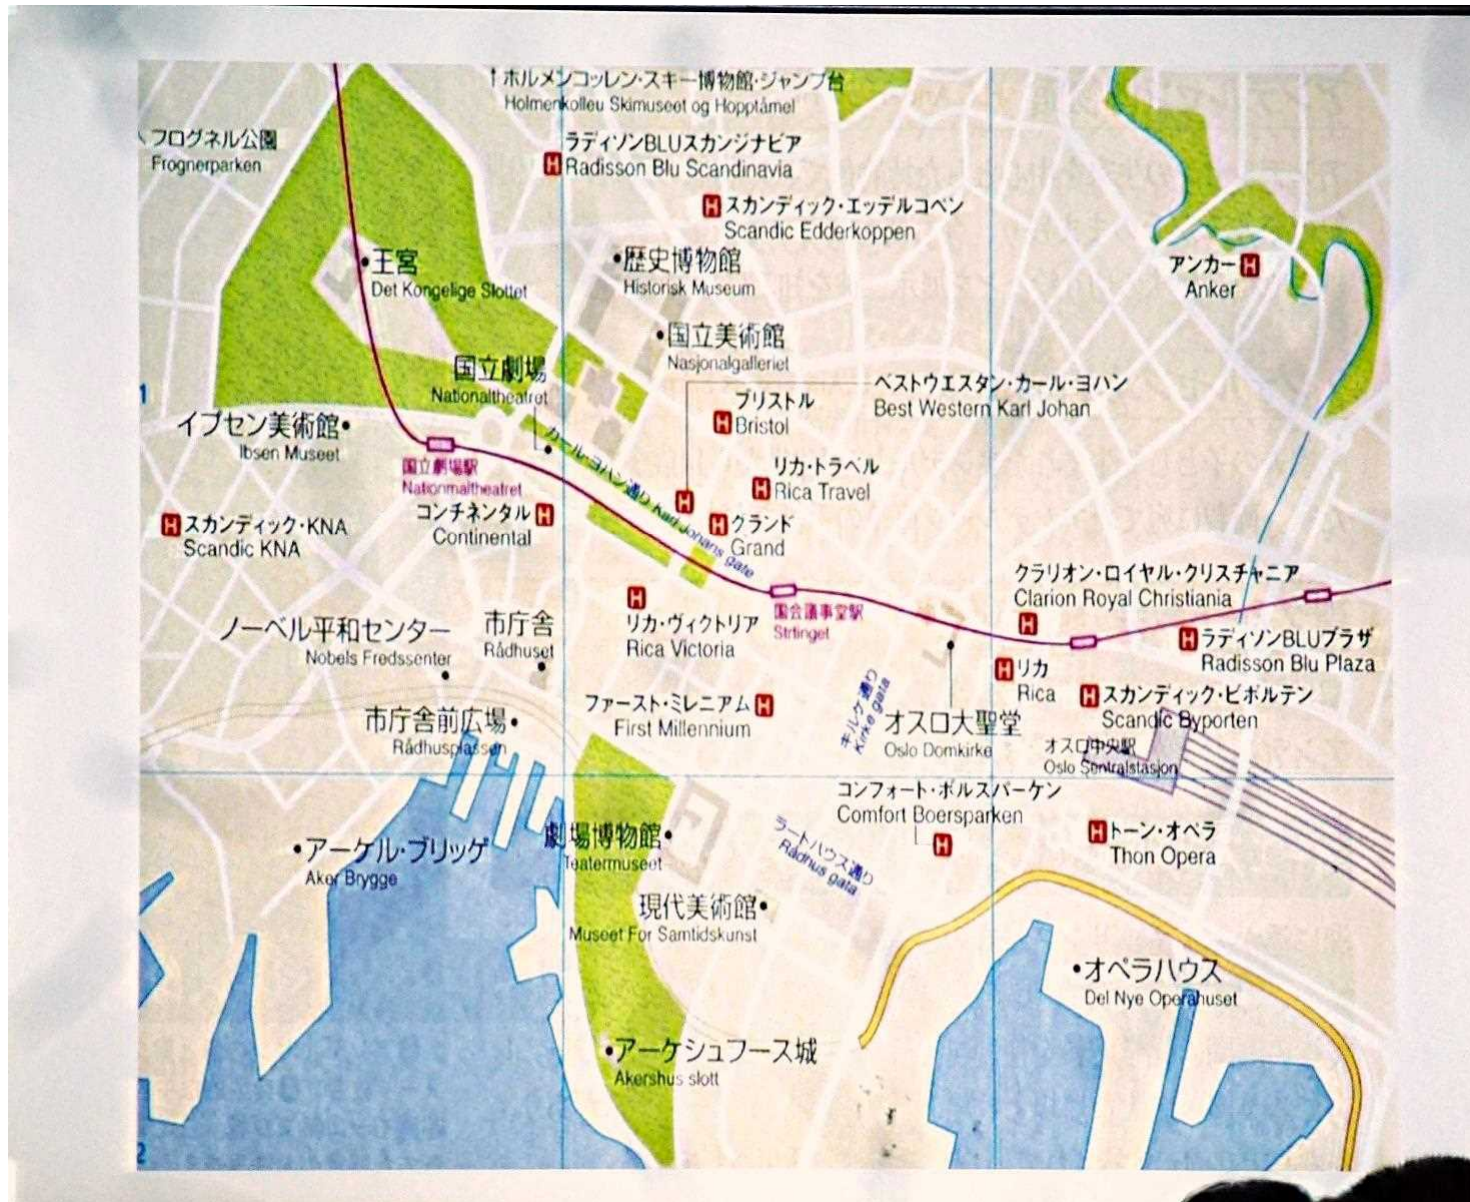 ↑ホルメンコッレン・スキー博物館・ジャンプ台
Holmenkolleu Skimuseet og Hopptåmel
フログネル公園
Frognerparken
ラディソンBLUスカンジナビア
H Radisson Blu Scandinavia
H スカンディック・エッデルコペン
Scandic Edderkoppen
•王宮
Det Kongelige Slottet
•歴史博物館
Historisk Museum
アンカー H
Anker
•国立美術館
Nasjonalgalleriet
国立劇場
Nationaltheatret
1
ベストウエスタン・カール・ヨハン
Best Western Karl Johan
ブリストル
H Bristol
イプセン美術館•
Ibsen Museet
カール・ヨハン通り Karl Johans gate
国立劇場駅
Nationmaltheatret
リカ・トラベル
H Rica Travel
コンチネンタル H
Continental
H スカンディック・KNA
Scandic KNA
H グランド
Grand
クラリオン・ロイヤル・クリスチャニア
Clarion Royal Christiania
H
ノーベル平和センター
Nobels Fredssenter
市庁舎
Rådhuset
H
リカ・ヴィクトリア
Rica Victoria
国会議事堂駅
Strtinget
H ラディソンBLUプラザ
Radisson Blu Plaza
H リカ
Rica
H スカンディック・ビポルテン
Scandic Byporten
市庁舎前広場•
Rådhusplassen
ファースト・ミレニアム H
First Millennium
キルケ通り
Kirke gata
オスロ大聖堂
Oslo Domkirke
オスロ中央駅
Oslo Sentralstasjon
コンフォート・ボルスパーケン
Comfort Boersparken
H
•アーケル・ブリッゲ
Aker Brygge
劇場博物館•
Teatermuseet
ラートハウス通り
Rådhus gata
H トーン・オペラ
Thon Opera
現代美術館•
Museet For Samtidskunst
•オペラハウス
Del Nye Operahuset
•アーケシュフース城
Akershus slott
2